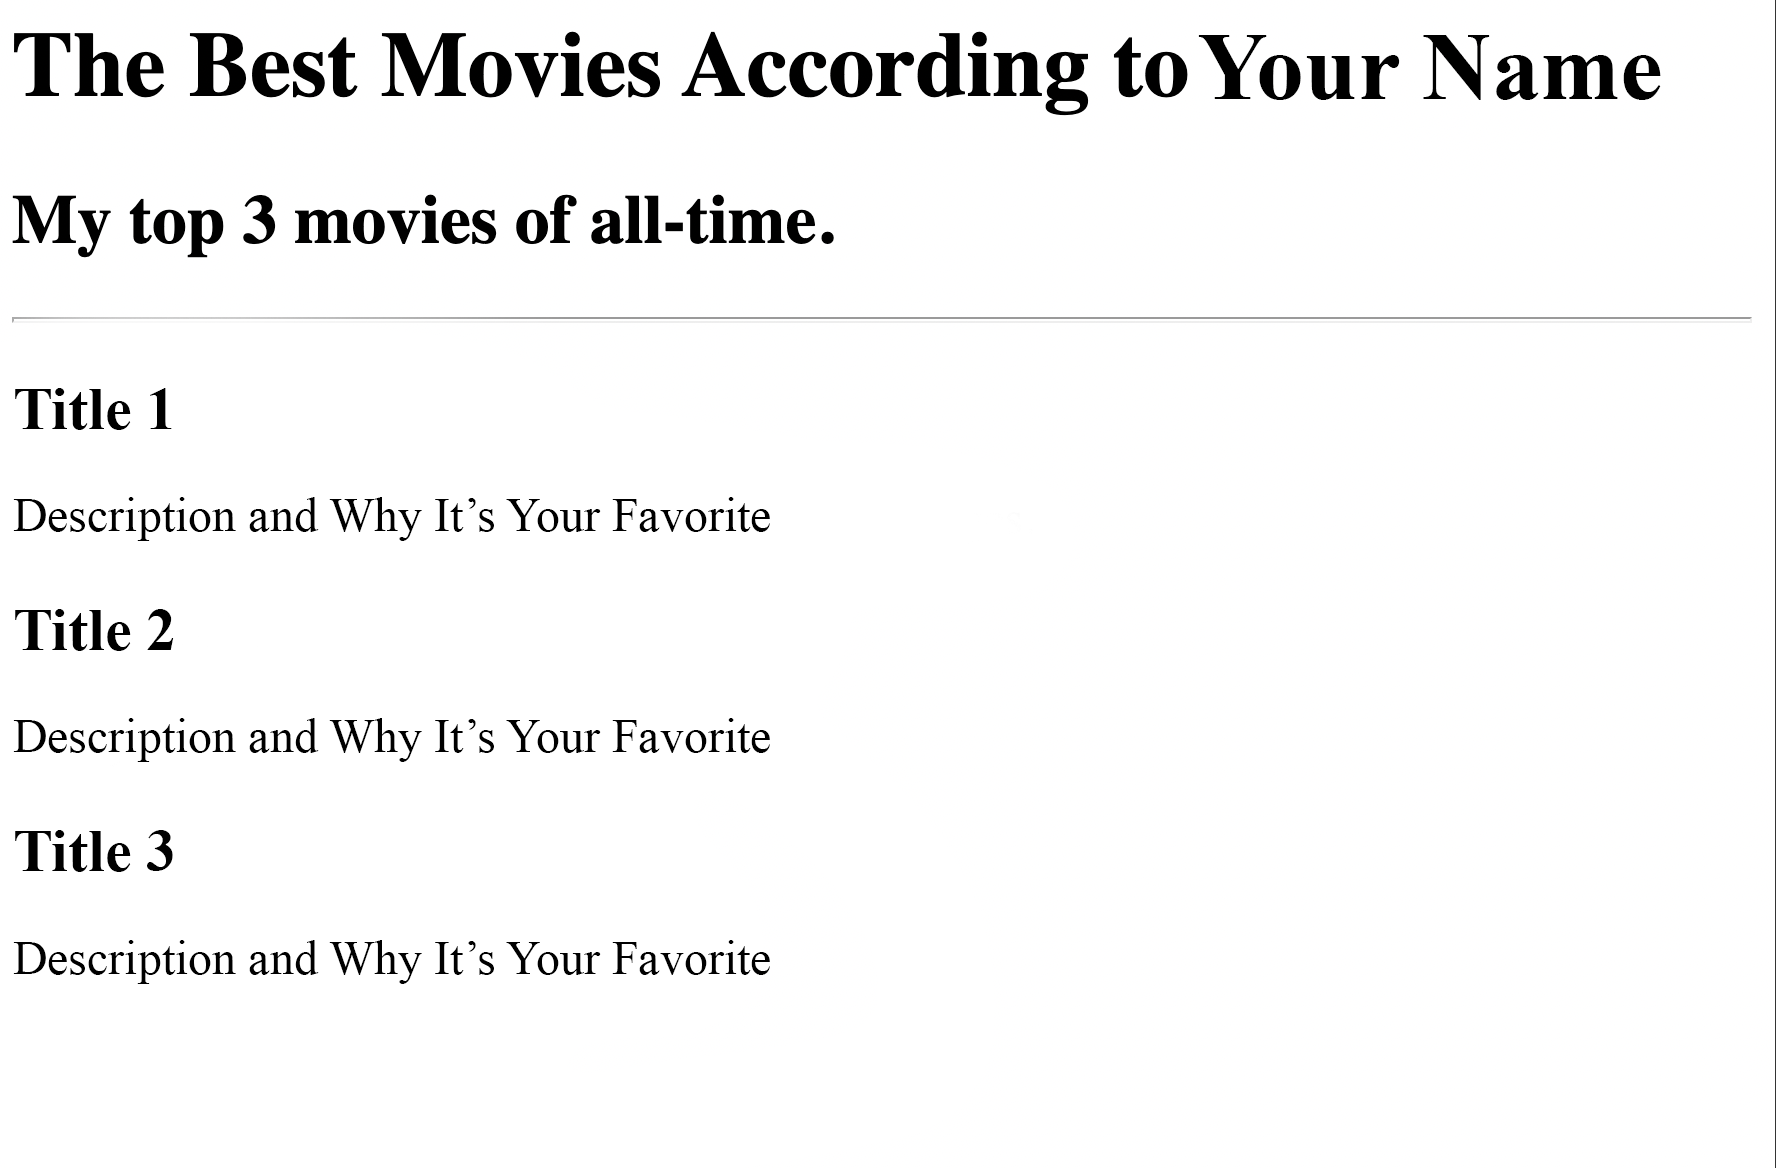 The Best Movies According to Your Name
My top 3 movies of all-time.
Title 1
Description and Why It’s Your Favorite
Title 2
Description and Why It’s Your Favorite
Title 3
Description and Why It’s Your Favorite